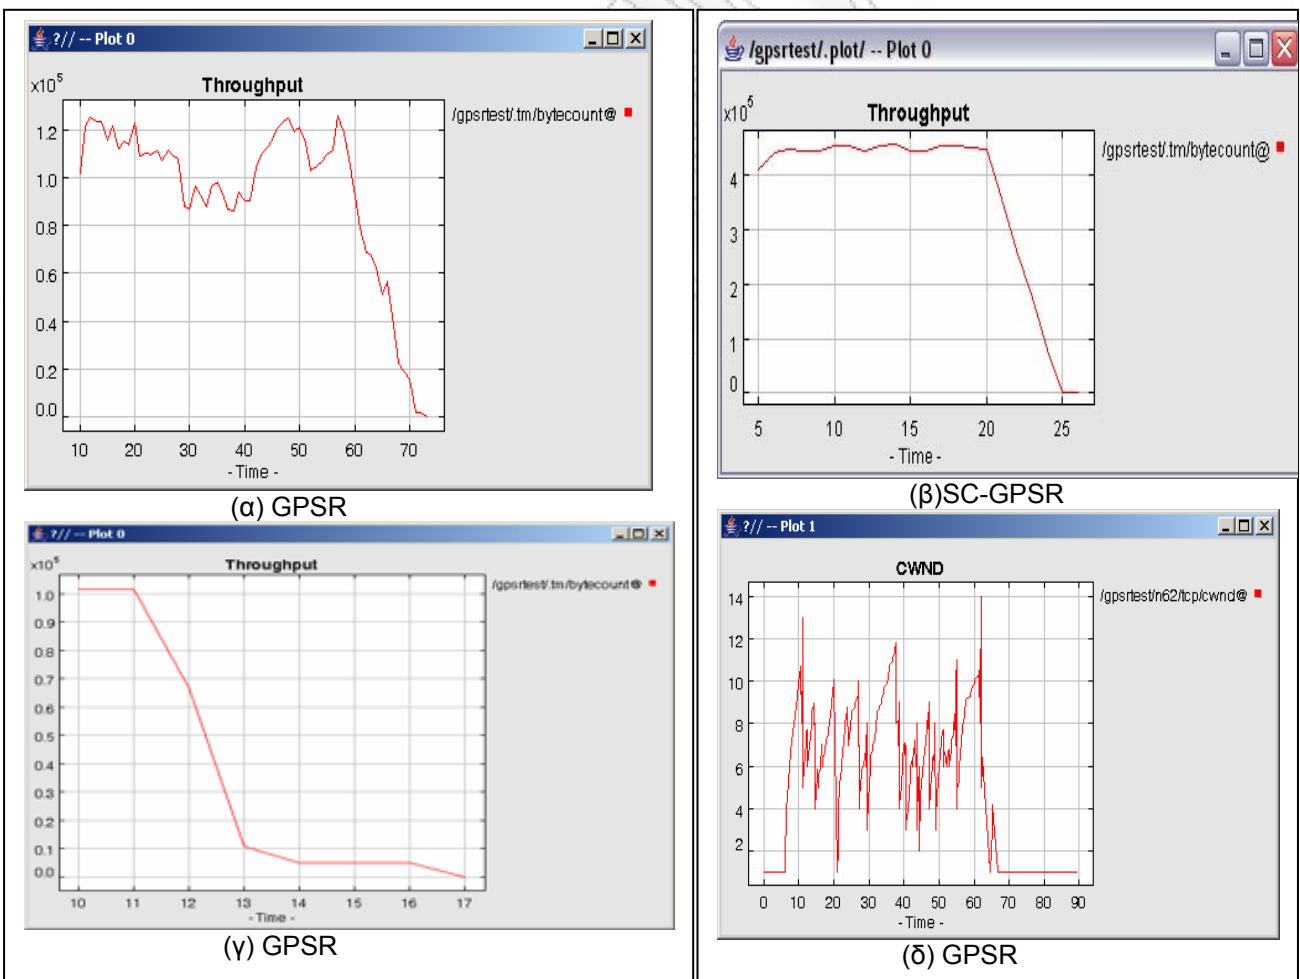 ?// -- Plot 0
Throughput
x10^5
/gpsrtest/.tm/bytecount@
1.2
1.0
0.8
0.6
0.4
0.2
0.0
10 20 30 40 50 60 70
- Time -
(α) GPSR
/gpsrtest/.plot/ -- Plot 0
Throughput
x10^5
/gpsrtest/.tm/bytecount@
4
3
2
1
0
5 10 15 20 25
- Time -
(β)SC-GPSR
?// -- Plot 0
Throughput
x10^5
/gpsrtest/.tm/bytecount@
1.0
0.9
0.8
0.7
0.6
0.5
0.4
0.3
0.2
0.1
0.0
10 11 12 13 14 15 16 17
- Time -
(γ) GPSR
?// -- Plot 1
CWND
/gpsrtest/n62/tcp/cwnd@
14
12
10
8
6
4
2
0 10 20 30 40 50 60 70 80 90
- Time -
(δ) GPSR